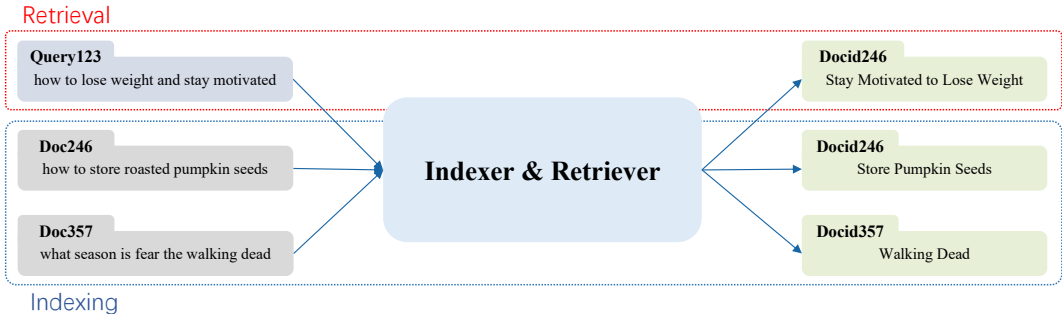 Retrieval
Query123
how to lose weight and stay motivated
Docid246
Stay Motivated to Lose Weight
Doc246
how to store roasted pumpkin seeds
Indexer & Retriever
Docid246
Store Pumpkin Seeds
Doc357
what season is fear the walking dead
Docid357
Walking Dead
Indexing